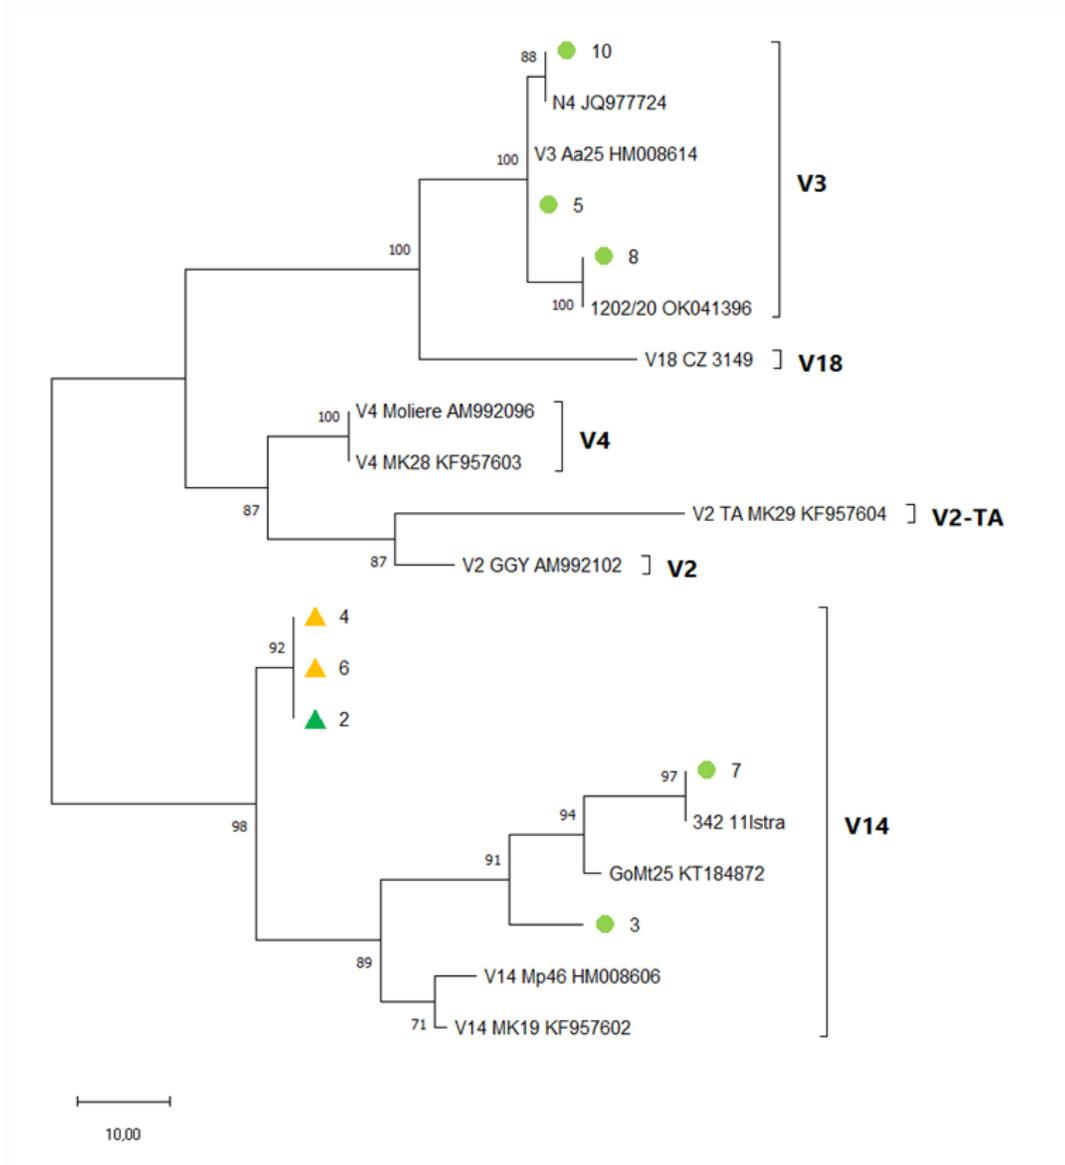 88
10
N4 JQ977724
V3 Aa25 HM008614
100
V3
5
100
8
100
1202/20 OK041396
V18 CZ 3149
V18
V4 Moliere AM992096
100
V4
V4 MK28 KF957603
87
V2 TA MK29 KF957604
V2-TA
87
V2 GGY AM992102
V2
4
92
6
2
97
7
94
342 11Istra
V14
98
91
GoMt25 KT184872
3
89
V14 Mp46 HM008606
71
V14 MK19 KF957602
10,00